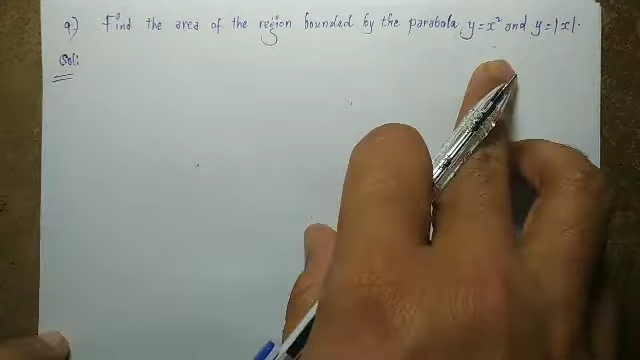 9) Find the area of the region bounded by the parabola y = x² and y = |x|.
Sol: